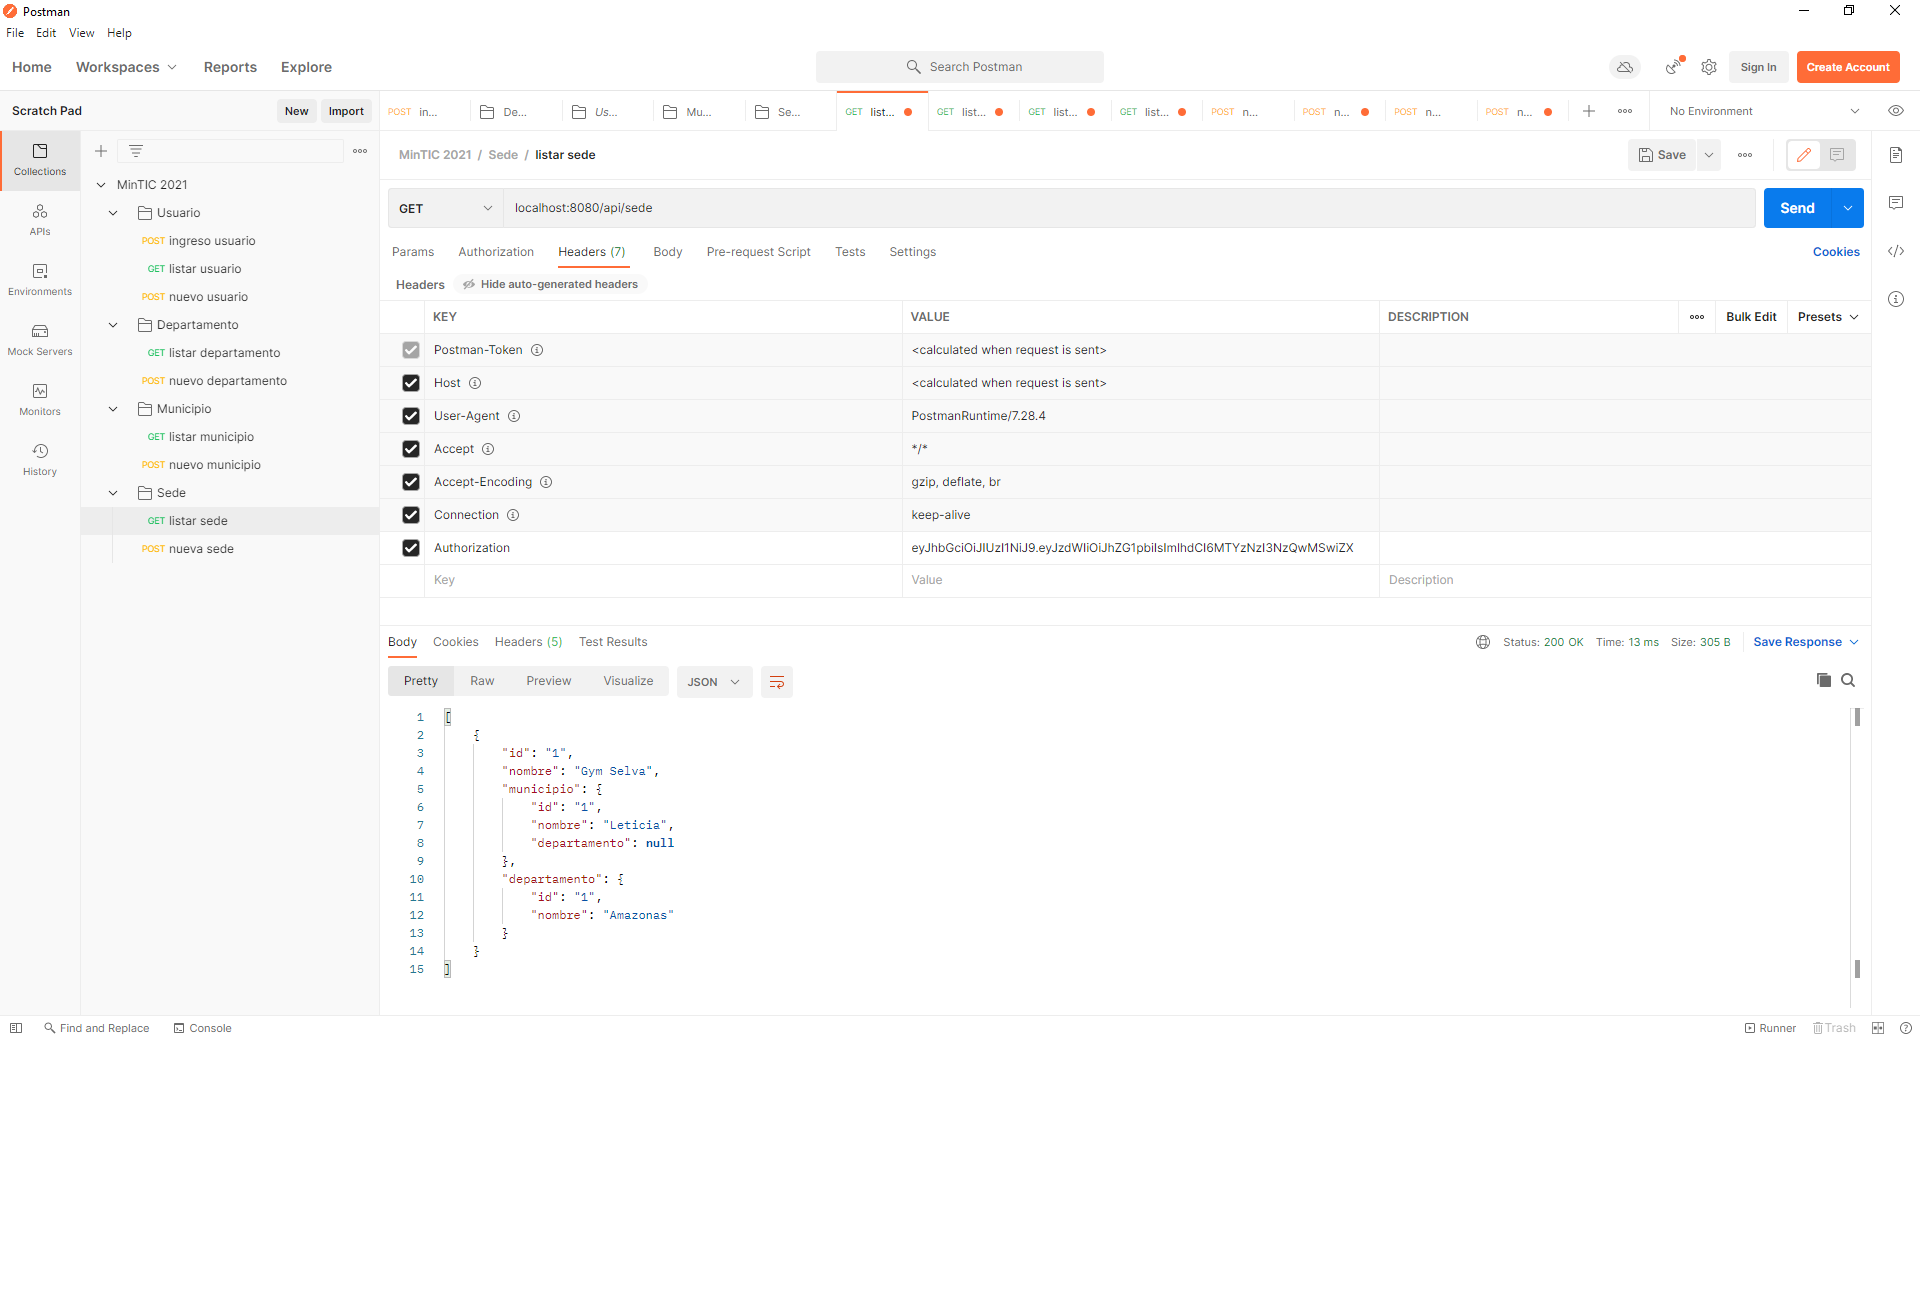 Postman
File Edit View Help
Home Workspaces Reports Explore
Search Postman
Sign In
Create Account
Scratch Pad
New
Import
POST in...
De...
Us...
Mu...
Se...
GET list...
GET list...
GET list...
GET list...
POST n...
POST n...
POST n...
POST n...
No Environment
Collections
APIs
Environments
Mock Servers
Monitors
History
MinTIC 2021
Usuario
POST ingreso usuario
GET listar usuario
POST nuevo usuario
Departamento
GET listar departamento
POST nuevo departamento
Municipio
GET listar municipio
POST nuevo municipio
Sede
GET listar sede
POST nueva sede
MinTIC 2021 / Sede / listar sede
Save
GET localhost:8080/api/sede
Send
Params Authorization Headers (7) Body Pre-request Script Tests Settings
Cookies
Headers Hide auto-generated headers
KEY VALUE DESCRIPTION Bulk Edit Presets
Postman-Token <calculated when request is sent>
Host <calculated when request is sent>
User-Agent PostmanRuntime/7.28.4
Accept */*
Accept-Encoding gzip, deflate, br
Connection keep-alive
Authorization
Key Value Description
Body Cookies Headers (5) Test Results
Status: 200 OK Time: 13 ms Size: 305 B Save Response
Pretty Raw Preview Visualize JSON
1 [
2 {
3 "id": "1",
4 "nombre": "Gym Selva",
5 "municipio": {
6 "id": "1",
7 "nombre": "Leticia",
8 "departamento": null
9 },
10 "departamento": {
11 "id": "1",
12 "nombre": "Amazonas"
13 }
14 }
15 ]
Find and Replace Console
Runner Trash